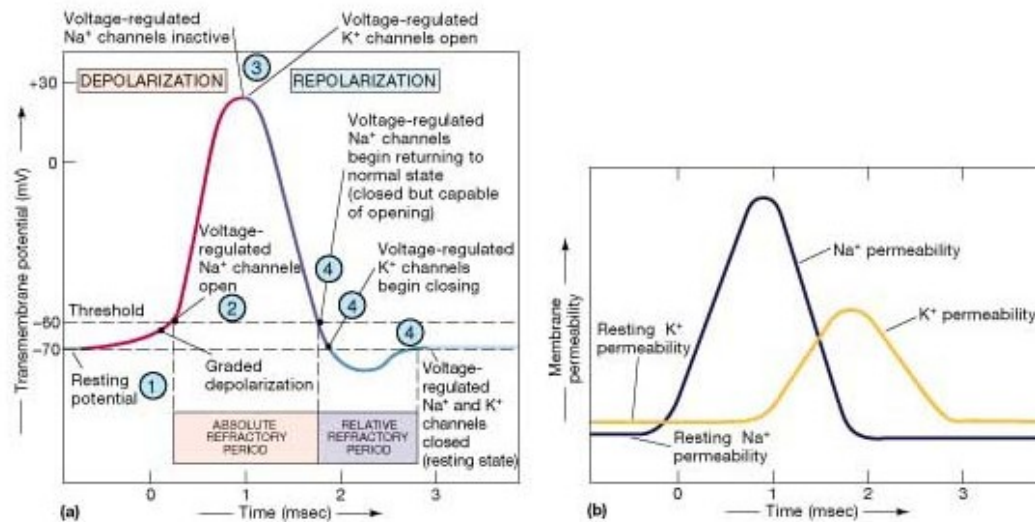 Voltage-regulated
Na⁺ channels inactive
Voltage-regulated
K⁺ channels open
3
+30
DEPOLARIZATION
REPOLARIZATION
Voltage-regulated
Na⁺ channels
begin returning to
normal state
(closed but capable
of opening)
0
Transmembrane potential (mV)
Voltage-
regulated
Na⁺ channels
open
4
Voltage-regulated
K⁺ channels
begin closing
4
Threshold
2
4
−60
−70
Resting
potential
1
Graded
depolarization
Voltage-
regulated
Na⁺ and K⁺
channels
closed
(resting state)
ABSOLUTE
REFRACTORY
PERIOD
RELATIVE
REFRACTORY
PERIOD
0
1
2
3
(a)
Time (msec)
Membrane
permeability
Na⁺ permeability
K⁺ permeability
Resting K⁺
permeability
Resting Na⁺
permeability
0
1
2
3
(b)
Time (msec)